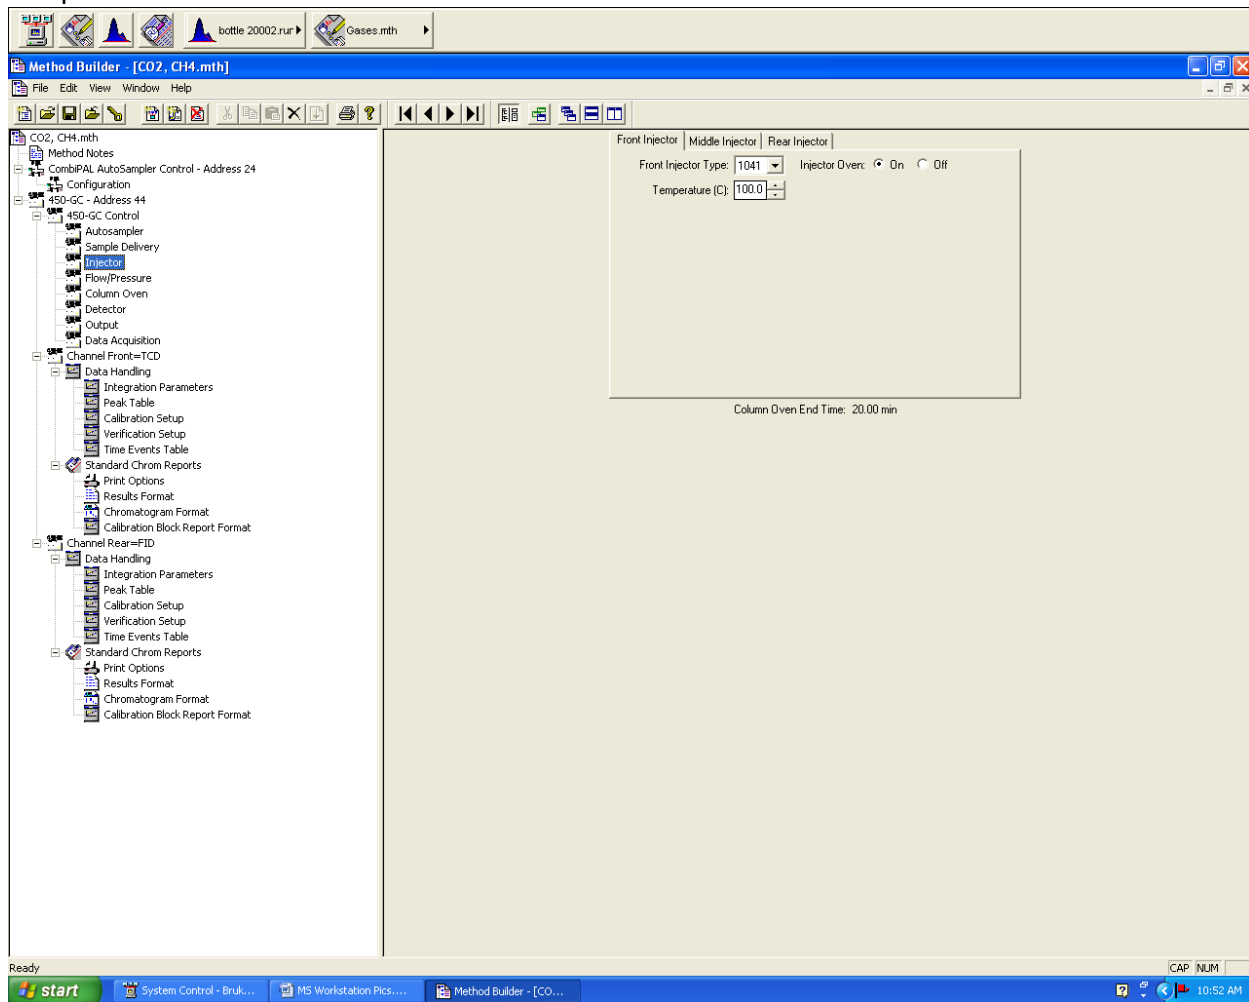 bottle 20002.rur
Gases.mth
Method Builder - [CO2, CH4.mth]
File Edit View Window Help
CO2, CH4.mth
Method Notes
CombiPAL AutoSampler Control - Address 24
Configuration
450-GC - Address 44
450-GC Control
Autosampler
Sample Delivery
Injector
Flow/Pressure
Column Oven
Detector
Output
Data Acquisition
Channel Front=TCD
Data Handling
Integration Parameters
Peak Table
Calibration Setup
Verification Setup
Time Events Table
Standard Chrom Reports
Print Options
Results Format
Chromatogram Format
Calibration Block Report Format
Channel Rear=FID
Data Handling
Integration Parameters
Peak Table
Calibration Setup
Verification Setup
Time Events Table
Standard Chrom Reports
Print Options
Results Format
Chromatogram Format
Calibration Block Report Format
Front Injector Middle Injector Rear Injector
Front Injector Type: 1041 Injector Oven: On Off
Temperature (C): 100.0
Column Oven End Time: 20.00 min
Ready
CAP NUM
start
System Control - Bruk...
MS Workstation Pics....
Method Builder - [CO...
10:52 AM